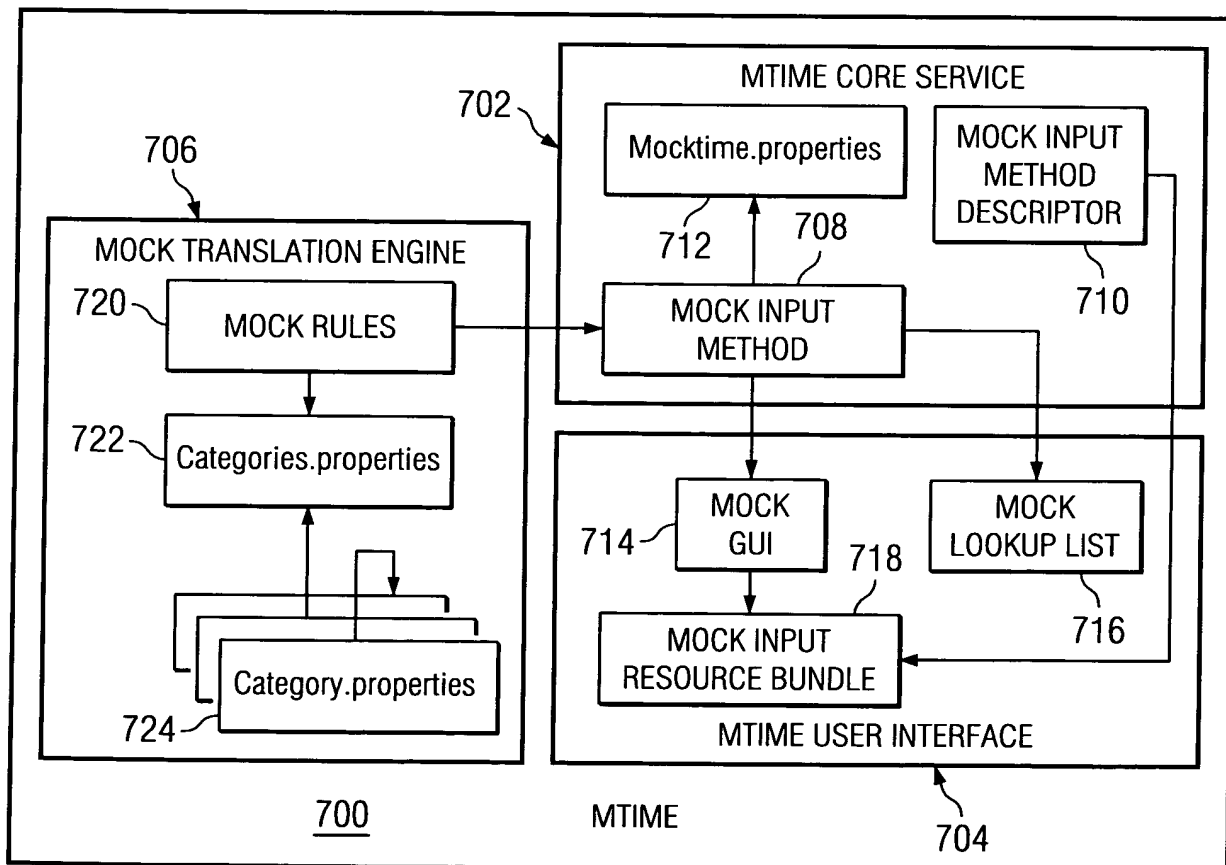 MTIME CORE SERVICE
702
Mocktime.properties
MOCK INPUT
METHOD
DESCRIPTOR
706
712
708
710
MOCK TRANSLATION ENGINE
720
MOCK RULES
MOCK INPUT
METHOD
722
Categories.properties
714
MOCK
GUI
718
MOCK
LOOKUP LIST
716
MOCK INPUT
RESOURCE BUNDLE
Category.properties
724
MTIME USER INTERFACE
700
MTIME
704